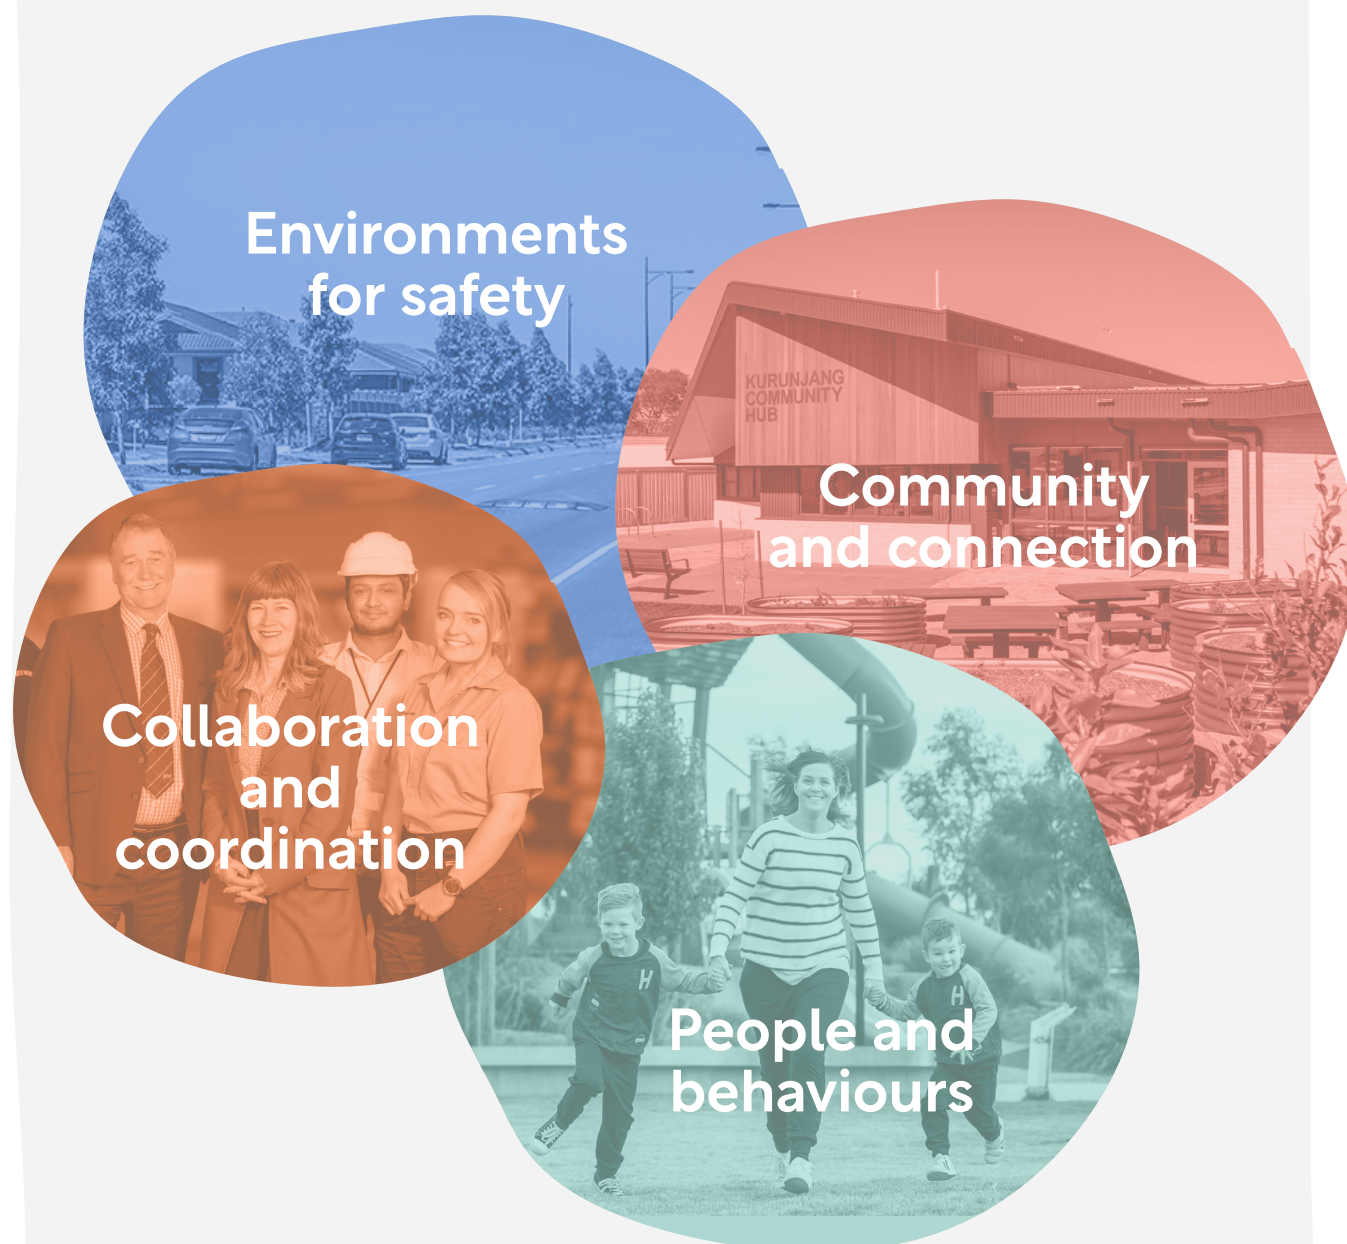 Environments
for safety
KURUNJANG
COMMUNITY
HUB
Community
and connection
Collaboration
and
coordination
H
H
People and
behaviours